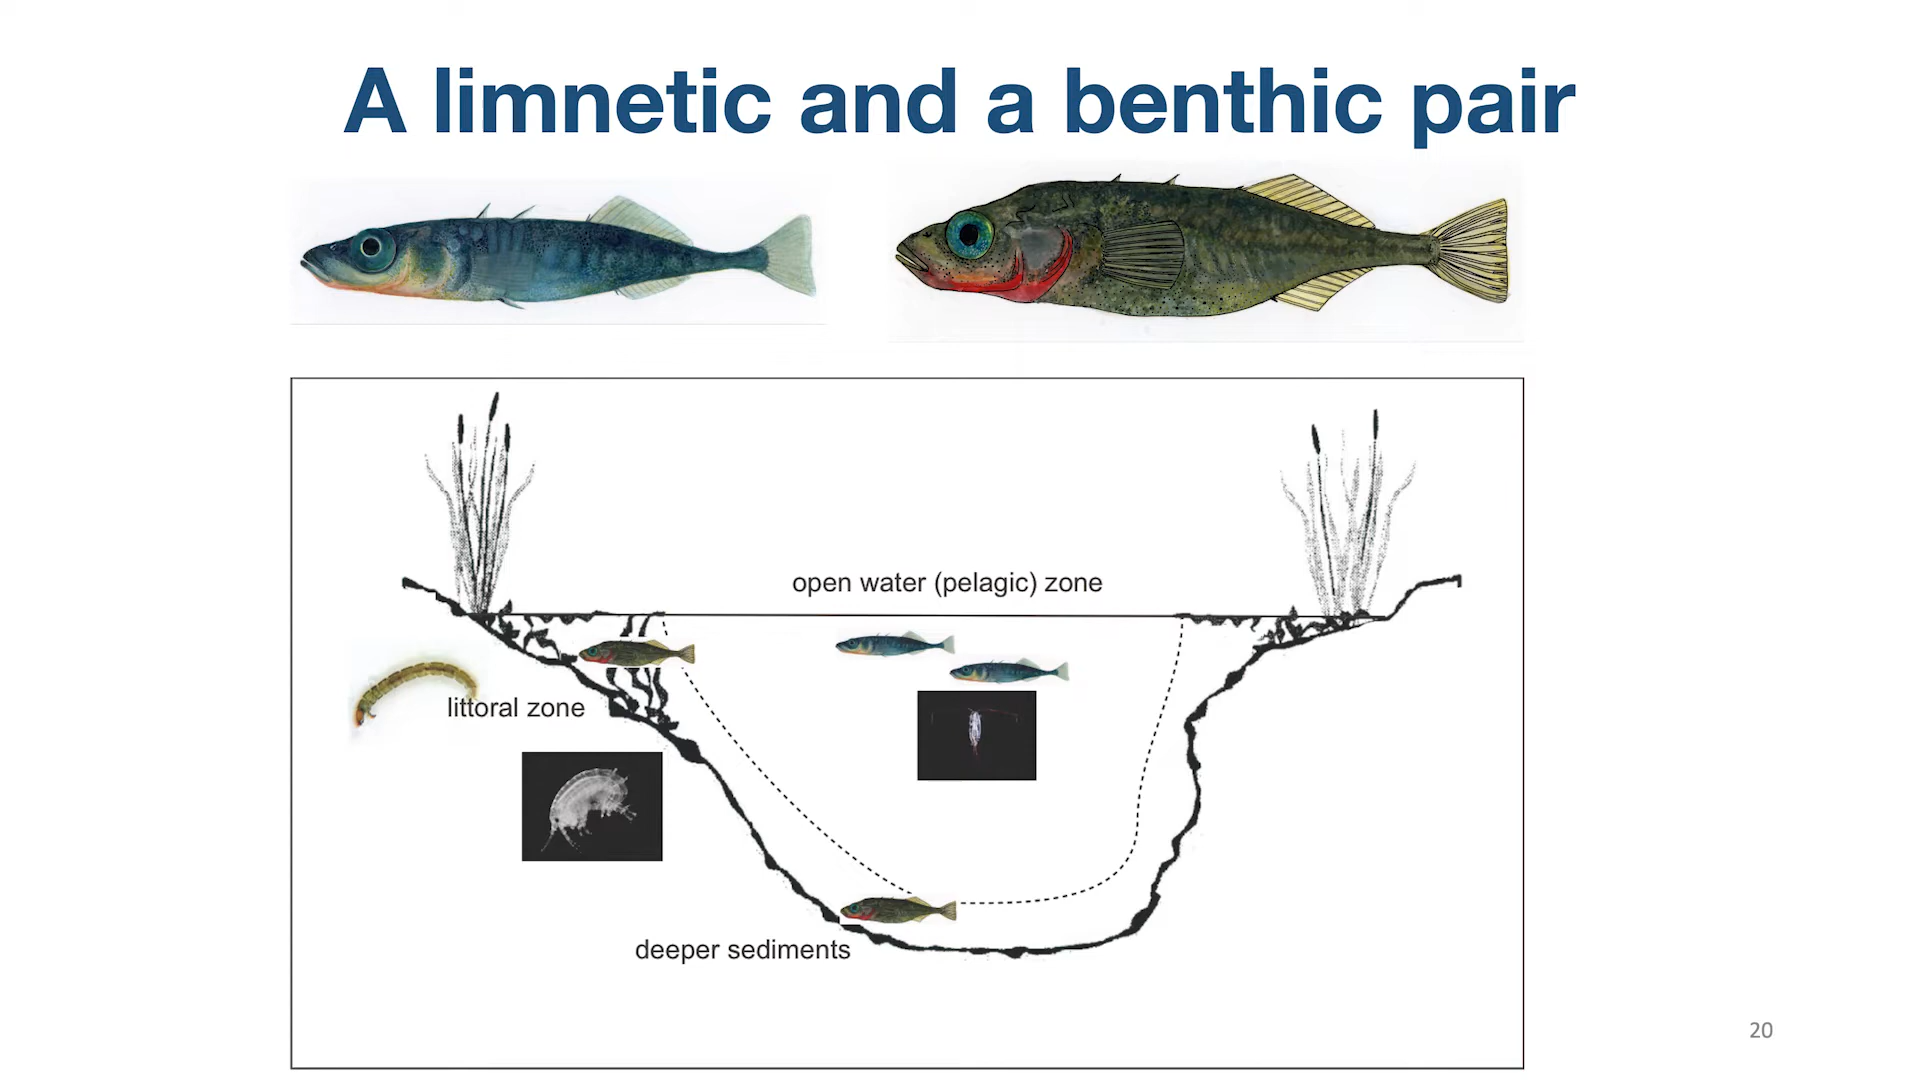 A limnetic and a benthic pair
open water (pelagic) zone
littoral zone
deeper sediments
20